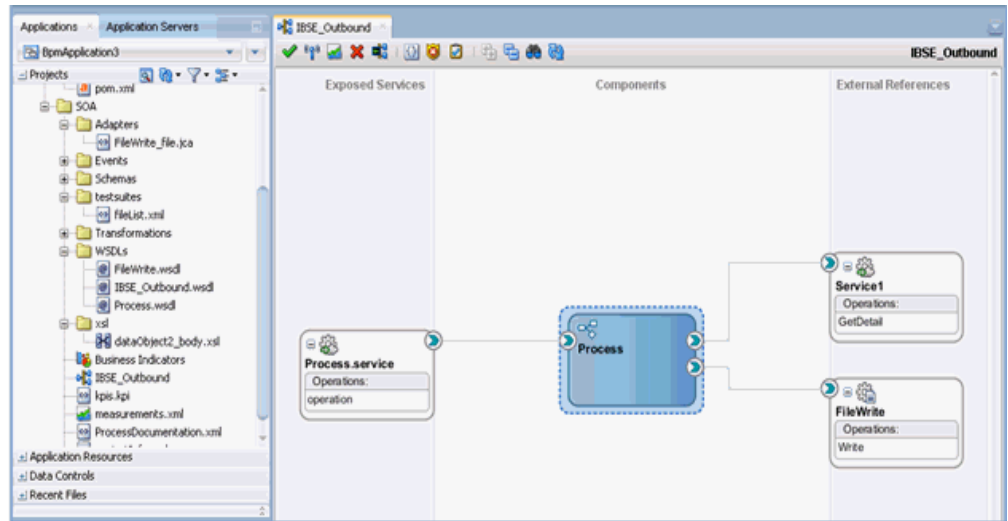 Applications
Application Servers
BpmApplication3
Projects
pom.xml
SOA
Adapters
FileWrite_file.jca
Events
Schemas
testsuites
fileList.xml
Transformations
WSDLs
FileWrite.wsdl
IBSE_Outbound.wsdl
Process.wsdl
xsl
dataObject2_body.xsl
Business Indicators
IBSE_Outbound
kpis.kpi
measurements.xml
ProcessDocumentation.xml
Application Resources
Data Controls
Recent Files
IBSE_Outbound
IBSE_Outbound
Exposed Services
Components
External References
Process.service
Operations:
operation
Process
Service1
Operations:
GetDetail
FileWrite
Operations:
Write